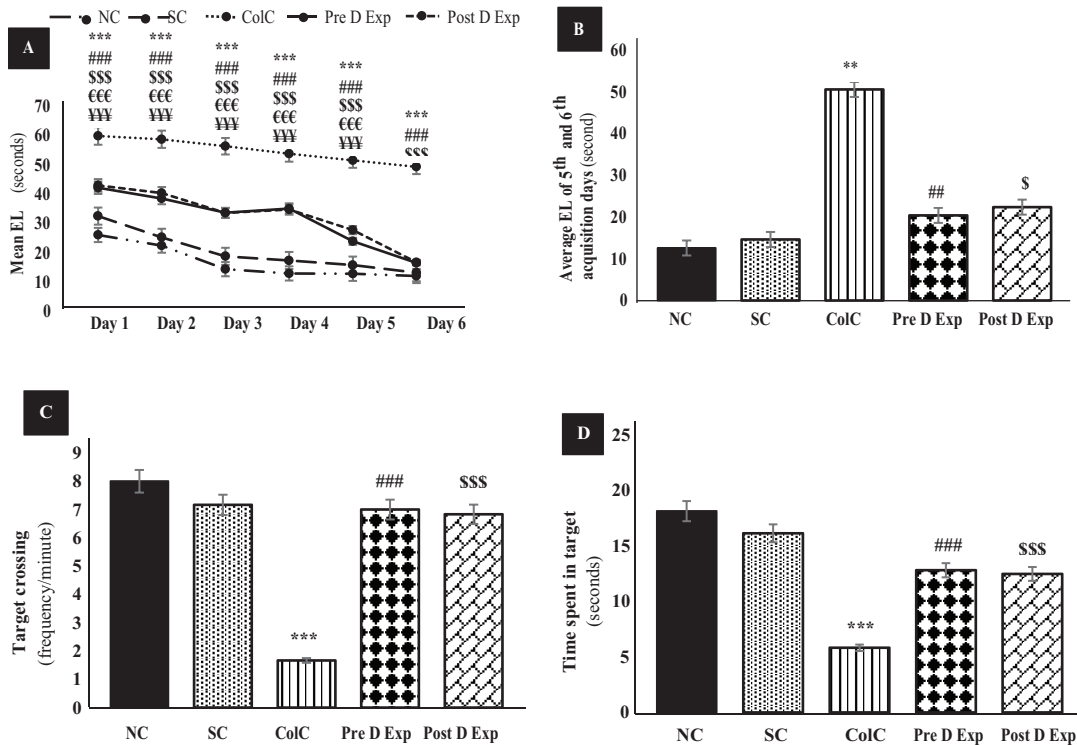 NC SC ColC Pre D Exp Post D Exp
A
*** *** *** *** *** ***
### ### ### ### ### ###
$$$ $$$ $$$ $$$ $$$ $$$
€€€ €€€ €€€ €€€ €€€
¥¥¥ ¥¥¥ ¥¥¥ ¥¥¥ ¥¥¥
Mean EL (seconds)
70
60
50
40
30
20
10
0
Day 1 Day 2 Day 3 Day 4 Day 5 Day 6
B
Average EL of 5th and 6th
acquisition days (second)
60
50
40
30
20
10
0
**
##
$
NC SC ColC Pre D Exp Post D Exp
C
Target crossing
(frequency/minute)
9
8
7
6
5
4
3
2
1
0
***
###
$$$
NC SC ColC Pre D Exp Post D Exp
D
Time spent in target
(seconds)
25
20
15
10
5
0
***
###
$$$
NC SC ColC Pre D Exp Post D Exp